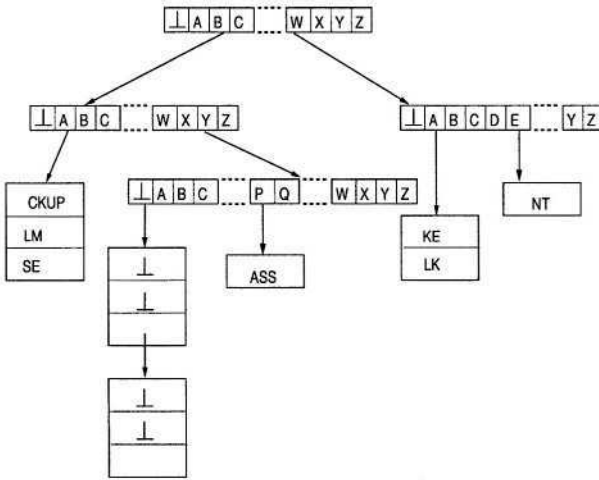 ⊥ A B C W X Y Z
⊥ A B C W X Y Z
⊥ A B C D E Y Z
⊥ A B C P Q W X Y Z
CKUP
LM
SE
NT
KE
LK
ASS
⊥
⊥
⊥
⊥